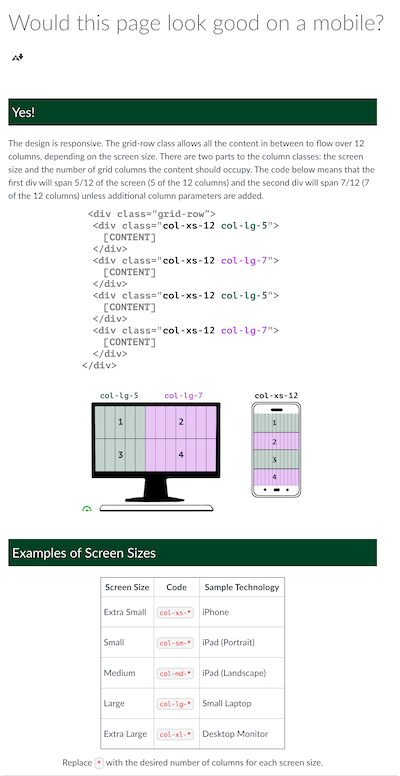 Would this page look good on a mobile?
Yes!
The design is responsive. The grid-row class allows all the content in between to flow over 12
columns, depending on the screen size. There are two parts to the column classes: the screen
size and the number of grid columns the content should occupy. The code below means that the
first div will span 5/12 of the screen (5 of the 12 columns) and the second div will span 7/12 (7
of the 12 columns) unless additional column parameters are added.
<div class="grid-row">
<div class="col-xs-12 col-lg-5">
[CONTENT]
</div>
<div class="col-xs-12 col-lg-7">
[CONTENT]
</div>
<div class="col-xs-12 col-lg-5">
[CONTENT]
</div>
<div class="col-xs-12 col-lg-7">
[CONTENT]
</div>
</div>
col-lg-5 col-lg-7 col-xs-12
1 2
3 4
1
2
3
4
Examples of Screen Sizes
Screen Size Code Sample Technology
Extra Small col-xs-* iPhone
Small col-sm-* iPad (Portrait)
Medium col-md-* iPad (Landscape)
Large col-lg-* Small Laptop
Extra Large col-xl-* Desktop Monitor
Replace * with the desired number of columns for each screen size.